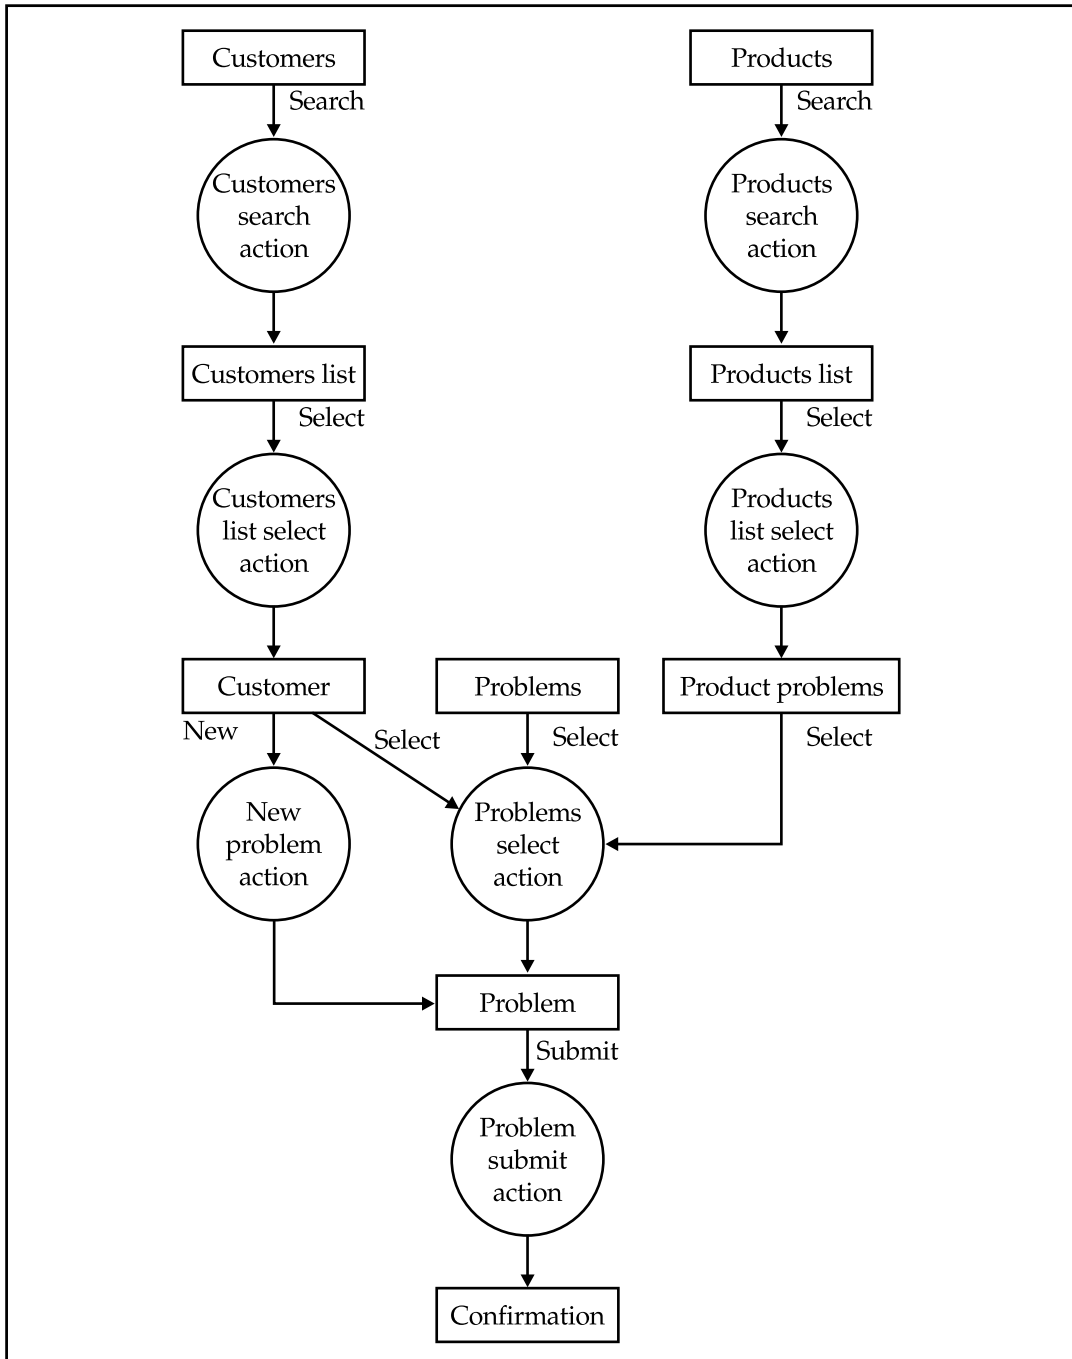 Customers
Products
Search
Search
Customers
search
action
Products
search
action
Customers list
Products list
Select
Select
Customers
list select
action
Products
list select
action
Customer
Problems
Product problems
New
Select
Select
Select
New
problem
action
Problems
select
action
Problem
Submit
Problem
submit
action
Confirmation